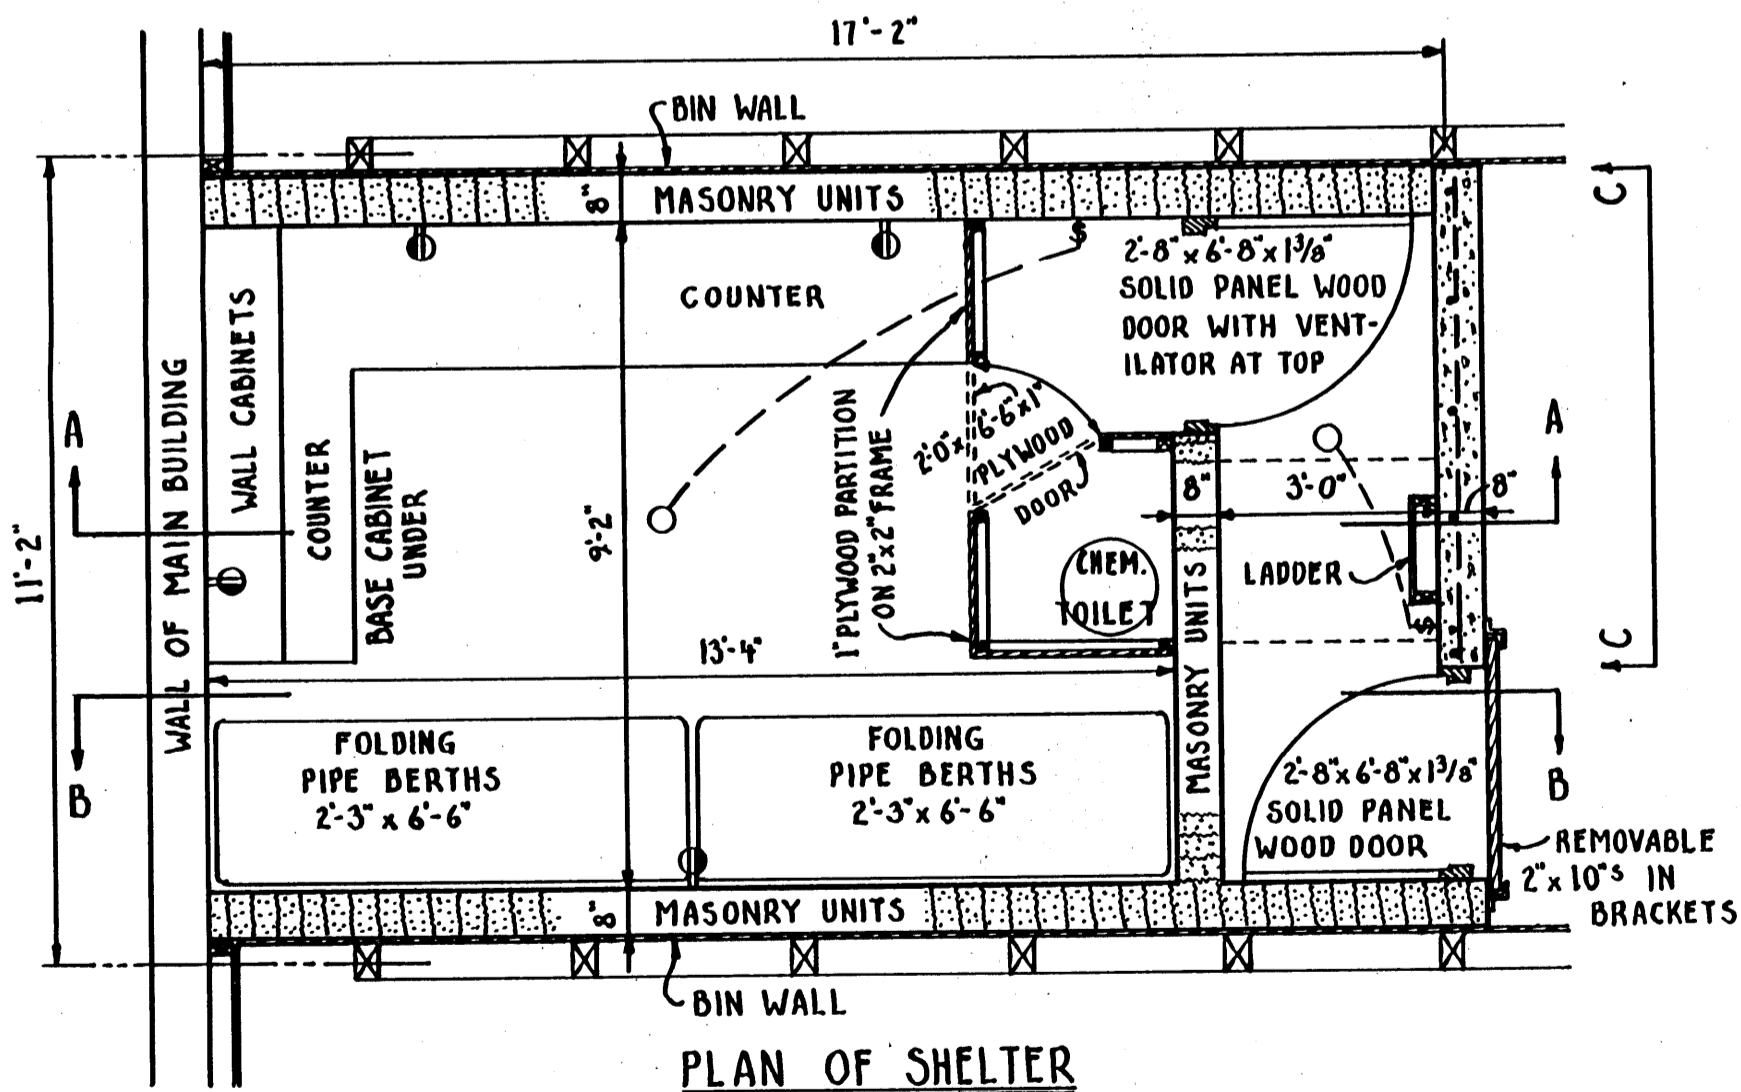 17'-2"
BIN WALL
8"
MASONRY UNITS
C
2'-8" x 6'-8" x 1 3/8"
SOLID PANEL WOOD
DOOR WITH VENT-
ILATOR AT TOP
COUNTER
WALL CABINETS
WALL OF MAIN BUILDING
COUNTER
BASE CABINET
UNDER
A
A
11'-2"
9'-2"
1" PLYWOOD PARTITION
ON 2"x2" FRAME
2'-0" x 6'-6" x 1"
PLYWOOD
DOOR
8"
3'-0"
8"
CHEM.
TOILET
LADDER
MASONRY UNITS
C
13'-4"
B
B
FOLDING
PIPE BERTHS
2'-3" x 6'-6"
FOLDING
PIPE BERTHS
2'-3" x 6'-6"
2'-8" x 6'-8" x 1 3/8"
SOLID PANEL
WOOD DOOR
REMOVABLE
2" x 10"s IN
BRACKETS
8"
MASONRY UNITS
BIN WALL
PLAN OF SHELTER